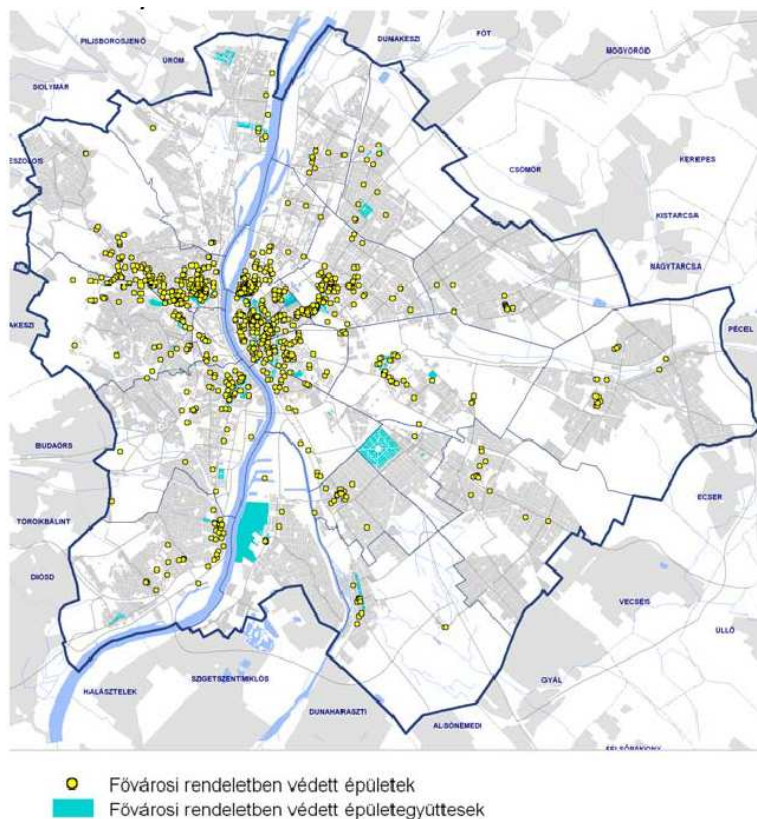 PILISBOROSJENŐ
ÜRÖM
DUNAKESZI
FÓT
MOGYORÓD
CSÖMÖR
KEREPES
KISTARCSA
NAGYTARCSA
PÉCEL
BUDAÖRS
TÖRÖKBÁLINT
ECSER
DIÓSD
VECSÉS
ÜLLŐ
HALÁSZTELEK
SZIGETSZENTMIKLÓS
GYÁL
DUNAHARASZTI
ALSÓNÉMEDI
Fővárosi rendeletben védett épületek
Fővárosi rendeletben védett épületegyüttesek